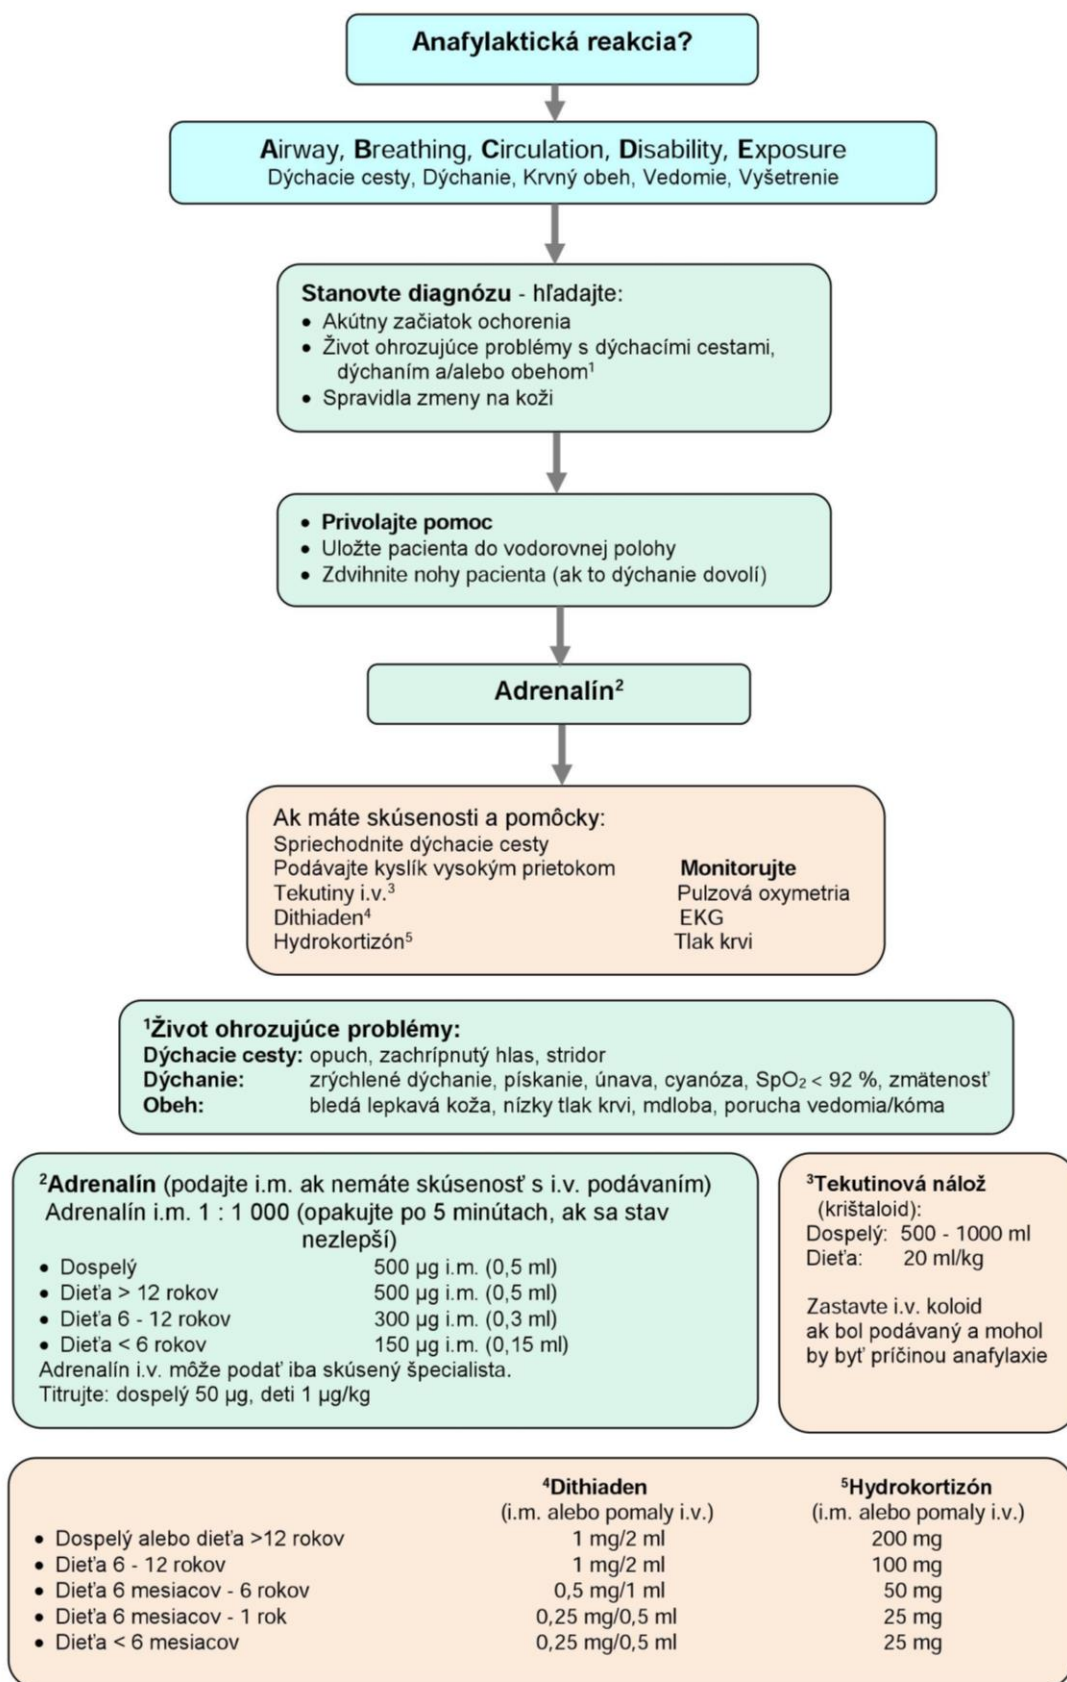 Anafylaktická reakcia?
Airway, Breathing, Circulation, Disability, Exposure
Dýchacie cesty, Dýchanie, Krvný obeh, Vedomie, Vyšetrenie
Stanovte diagnózu - hľadajte:
• Akútny začiatok ochorenia
• Život ohrozujúce problémy s dýchacími cestami,
dýchaním a/alebo obehom¹
• Spravidla zmeny na koži
• Privolajte pomoc
• Uložte pacienta do vodorovnej polohy
• Zdvihnite nohy pacienta (ak to dýchanie dovolí)
Adrenalín²
Ak máte skúsenosti a pomôcky:
Spriechodnite dýchacie cesty
Podávajte kyslík vysokým prietokom Monitorujte
Tekutiny i.v.³ Pulzová oxymetria
Dithiaden⁴ EKG
Hydrokortizón⁵ Tlak krvi
¹Život ohrozujúce problémy:
Dýchacie cesty: opuch, zachrípnutý hlas, stridor
Dýchanie: zrýchlené dýchanie, pískanie, únava, cyanóza, SpO₂ < 92 %, zmätenosť
Obeh: bledá lepkavá koža, nízky tlak krvi, mdloba, porucha vedomia/kóma
²Adrenalín (podajte i.m. ak nemáte skúsenosť s i.v. podávaním)
Adrenalín i.m. 1 : 1 000 (opakujte po 5 minútach, ak sa stav
nezlepší)
• Dospelý 500 µg i.m. (0,5 ml)
• Dieťa > 12 rokov 500 µg i.m. (0,5 ml)
• Dieťa 6 - 12 rokov 300 µg i.m. (0,3 ml)
• Dieťa < 6 rokov 150 µg i.m. (0,15 ml)
Adrenalín i.v. môže podať iba skúsený špecialista.
Titrujte: dospelý 50 µg, deti 1 µg/kg
³Tekutinová nálož
(krištaloid):
Dospelý: 500 - 1000 ml
Dieťa: 20 ml/kg
Zastavte i.v. koloid
ak bol podávaný a mohol
by byť príčinou anafylaxie
⁴Dithiaden ⁵Hydrokortizón
(i.m. alebo pomaly i.v.) (i.m. alebo pomaly i.v.)
• Dospelý alebo dieťa >12 rokov 1 mg/2 ml 200 mg
• Dieťa 6 - 12 rokov 1 mg/2 ml 100 mg
• Dieťa 6 mesiacov - 6 rokov 0,5 mg/1 ml 50 mg
• Dieťa 6 mesiacov - 1 rok 0,25 mg/0,5 ml 25 mg
• Dieťa < 6 mesiacov 0,25 mg/0,5 ml 25 mg